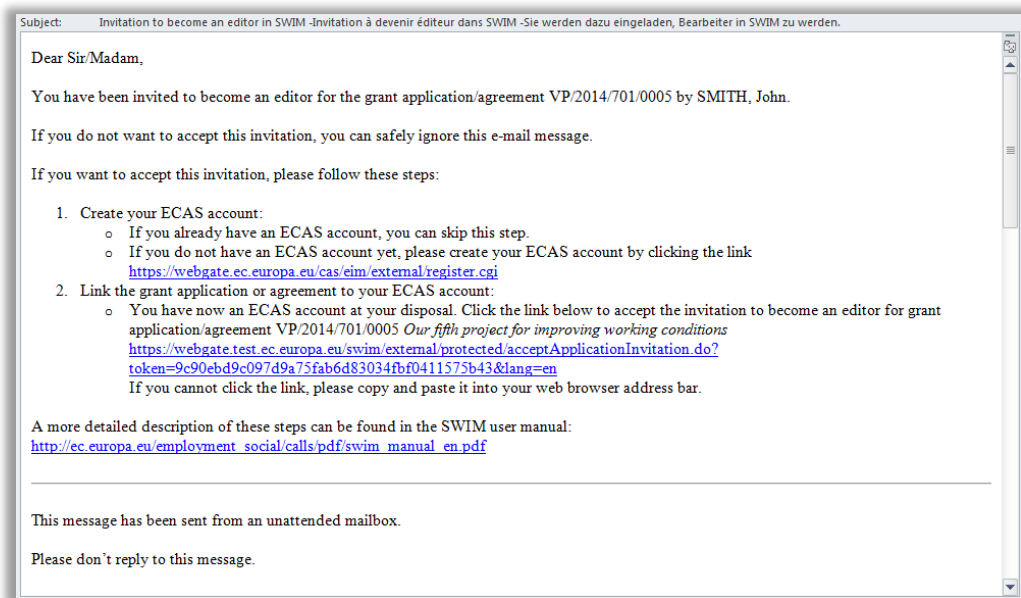 Subject: Invitation to become an editor in SWIM -Invitation à devenir éditeur dans SWIM -Sie werden dazu eingeladen, Bearbeiter in SWIM zu werden.
Dear Sir/Madam,
You have been invited to become an editor for the grant application/agreement VP/2014/701/0005 by SMITH, John.
If you do not want to accept this invitation, you can safely ignore this e-mail message.
If you want to accept this invitation, please follow these steps:
1. Create your ECAS account:
o If you already have an ECAS account, you can skip this step.
o If you do not have an ECAS account yet, please create your ECAS account by clicking the link
https://webgate.ec.europa.eu/cas/eim/external/register.cgi
2. Link the grant application or agreement to your ECAS account:
o You have now an ECAS account at your disposal. Click the link below to accept the invitation to become an editor for grant
application/agreement VP/2014/701/0005 Our fifth project for improving working conditions
https://webgate.test.ec.europa.eu/swim/external/protected/acceptApplicationInvitation.do?
token=9c90ebd9c097d9a75fab6d83034fbf0411575b43&lang=en
If you cannot click the link, please copy and paste it into your web browser address bar.
A more detailed description of these steps can be found in the SWIM user manual:
http://ec.europa.eu/employment_social/calls/pdf/swim_manual_en.pdf
This message has been sent from an unattended mailbox.
Please don't reply to this message.